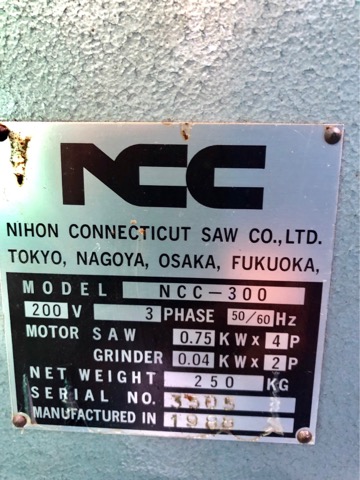 NCC
NIHON CONNECTICUT SAW CO., LTD.
TOKYO, NAGOYA, OSAKA, FUKUOKA,
MODEL NCC-300
200 V 3 PHASE 50/60 Hz
MOTOR SAW 0.75 KW× 4 P
GRINDER 0.04 KW× 2 P
NET WEIGHT 250 KG
SERIAL NO.
MANUFACTURED IN